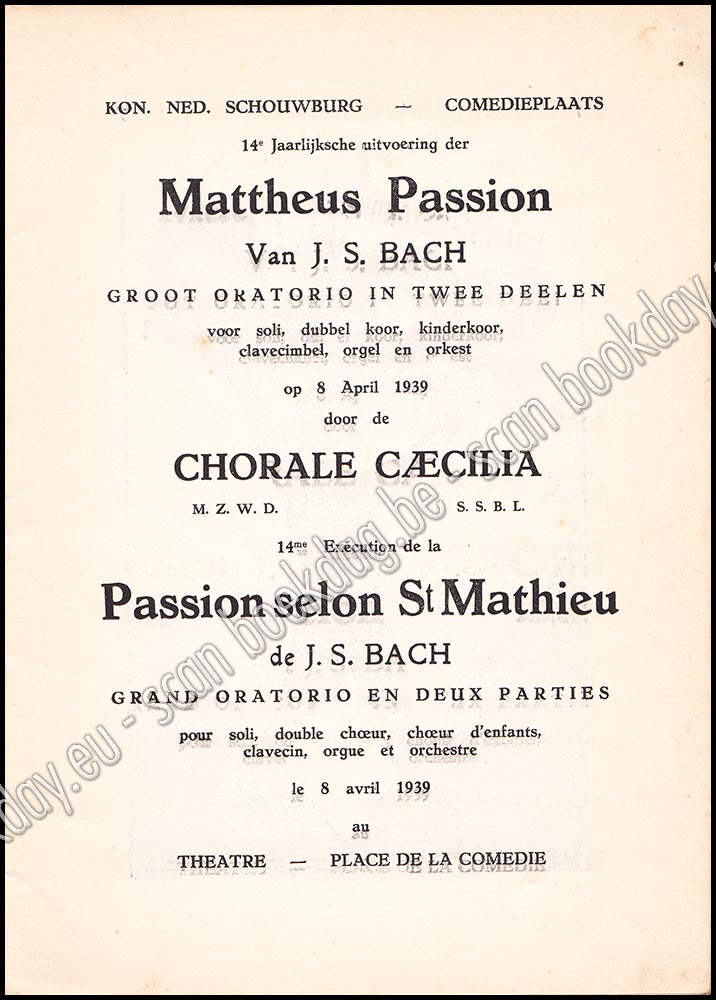 KON. NED. SCHOUWBURG — COMEDIEPLAATS
14e Jaarlijksche uitvoering der
Mattheus Passion
Van J. S. BACH
GROOT ORATORIO IN TWEE DEELEN
voor soli, dubbel koor, kinderkoor,
clavecimbel, orgel en orkest
op 8 April 1939
door de
CHORALE CÆCILIA
M. Z. W. D. S. S. B. L.
14me Exécution de la
Passion selon St Mathieu
de J. S. BACH
GRAND ORATORIO EN DEUX PARTIES
pour soli, double chœur, chœur d'enfants,
clavecin, orgue et orchestre
le 8 avril 1939
au
THEATRE — PLACE DE LA COMEDIE
kday.eu - scan bookdag.be - scan bookday.